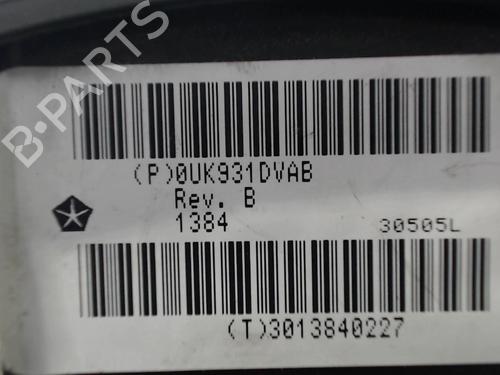 B-PARTS
(P)0UK931DVAB
Rev. B
1384
30505L
(T)3013840227